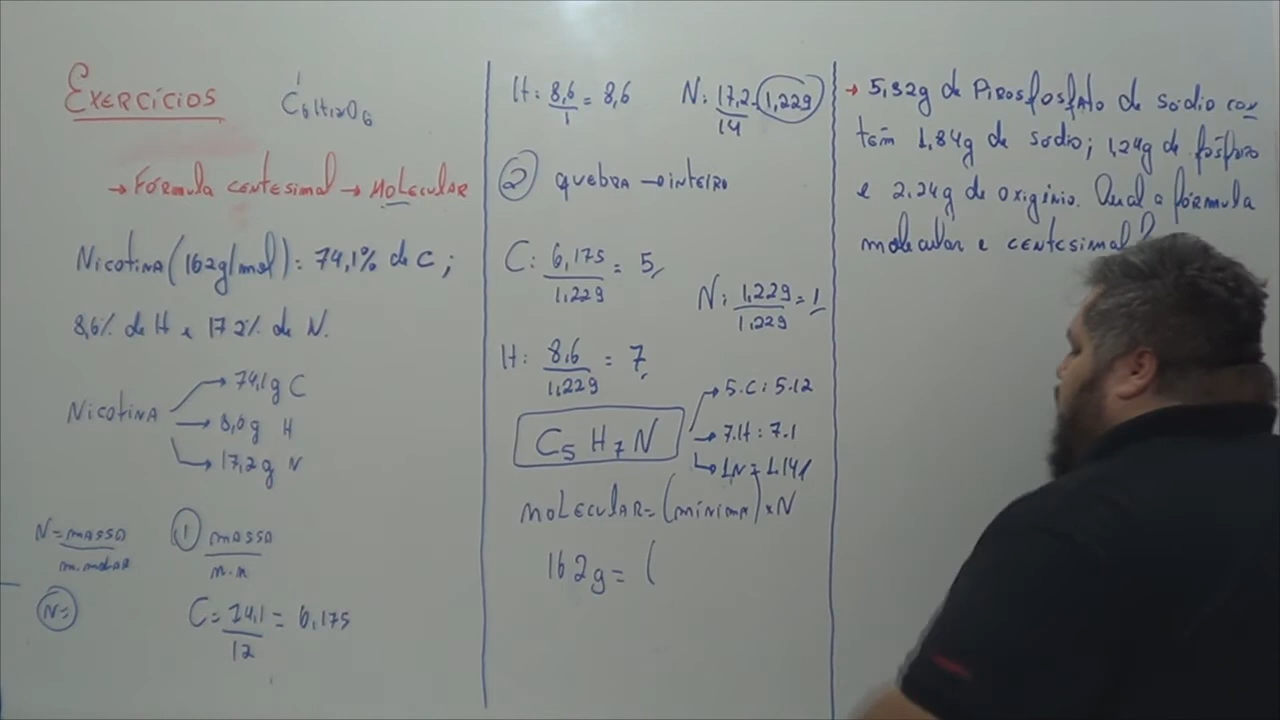 Exercícios
C6H12O6
→ Fórmula centesimal → Molecular
Nicotina (162g/mol): 74,1% de C;
8,6% de H e 17,2% de N.
Nicotina
→ 74,1g C
→ 8,6g H
→ 17,2g N
N = massa
m. molar
N=
① massa
m.m
C = 74,1 = 6,175
12
H: 8,6 = 8,6
1
N: 17,2 = 1,229
14
② quebra → inteiro
C: 6,175 = 5
1,229
N: 1,229 = 1
1,229
H: 8,6 = 7
1,229
C5H7N
→ 5.C: 5.12
→ 7.H: 7.1
→ 1N = 1.14
molecular = (mínima) x N
162g = (
→ 5,32g de Pirosfosfato de sódio con
têm 1,84g de sódio; 1,24g de fósforo
e 2.24g de oxigênio. Qual a fórmula
molecular e centesimal?